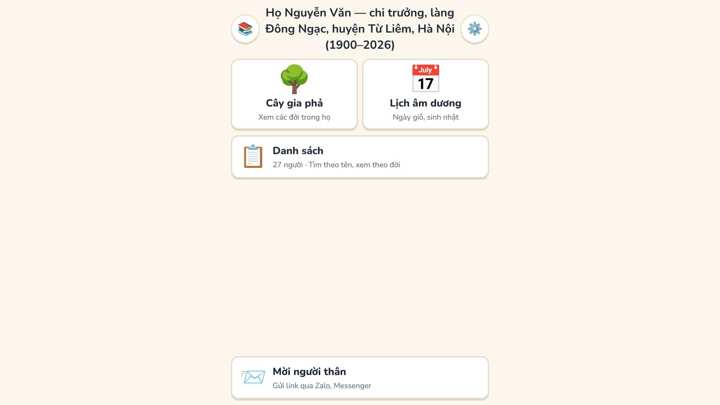 Họ Nguyễn Văn — chi trưởng, làng
Đông Ngạc, huyện Từ Liêm, Hà Nội
(1900–2026)
July
17
Cây gia phả
Xem các đời trong họ
Lịch âm dương
Ngày giỗ, sinh nhật
Danh sách
27 người · Tìm theo tên, xem theo đời
Mời người thân
Gửi link qua Zalo, Messenger